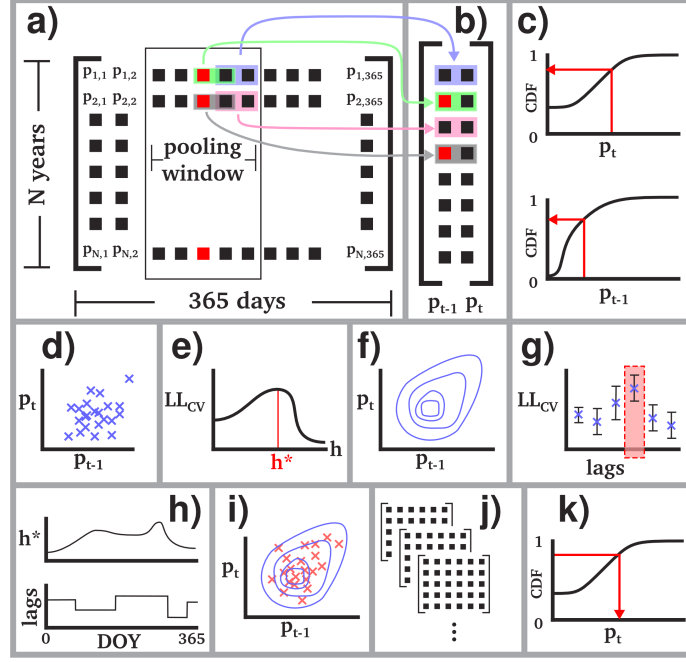 a)
p1,1 p1,2 p1,365
p2,1 p2,2 p2,365
pooling
window
N years
pN,1 pN,2 pN,365
365 days
b)
pt-1 pt
c)
1
CDF
0
pt
1
CDF
0
pt-1
d)
pt
pt-1
e)
LLCV
h
h*
f)
pt
pt-1
g)
LLCV
lags
h)
h*
lags
0 DOY 365
i)
pt
pt-1
j)
k)
1
CDF
0
pt